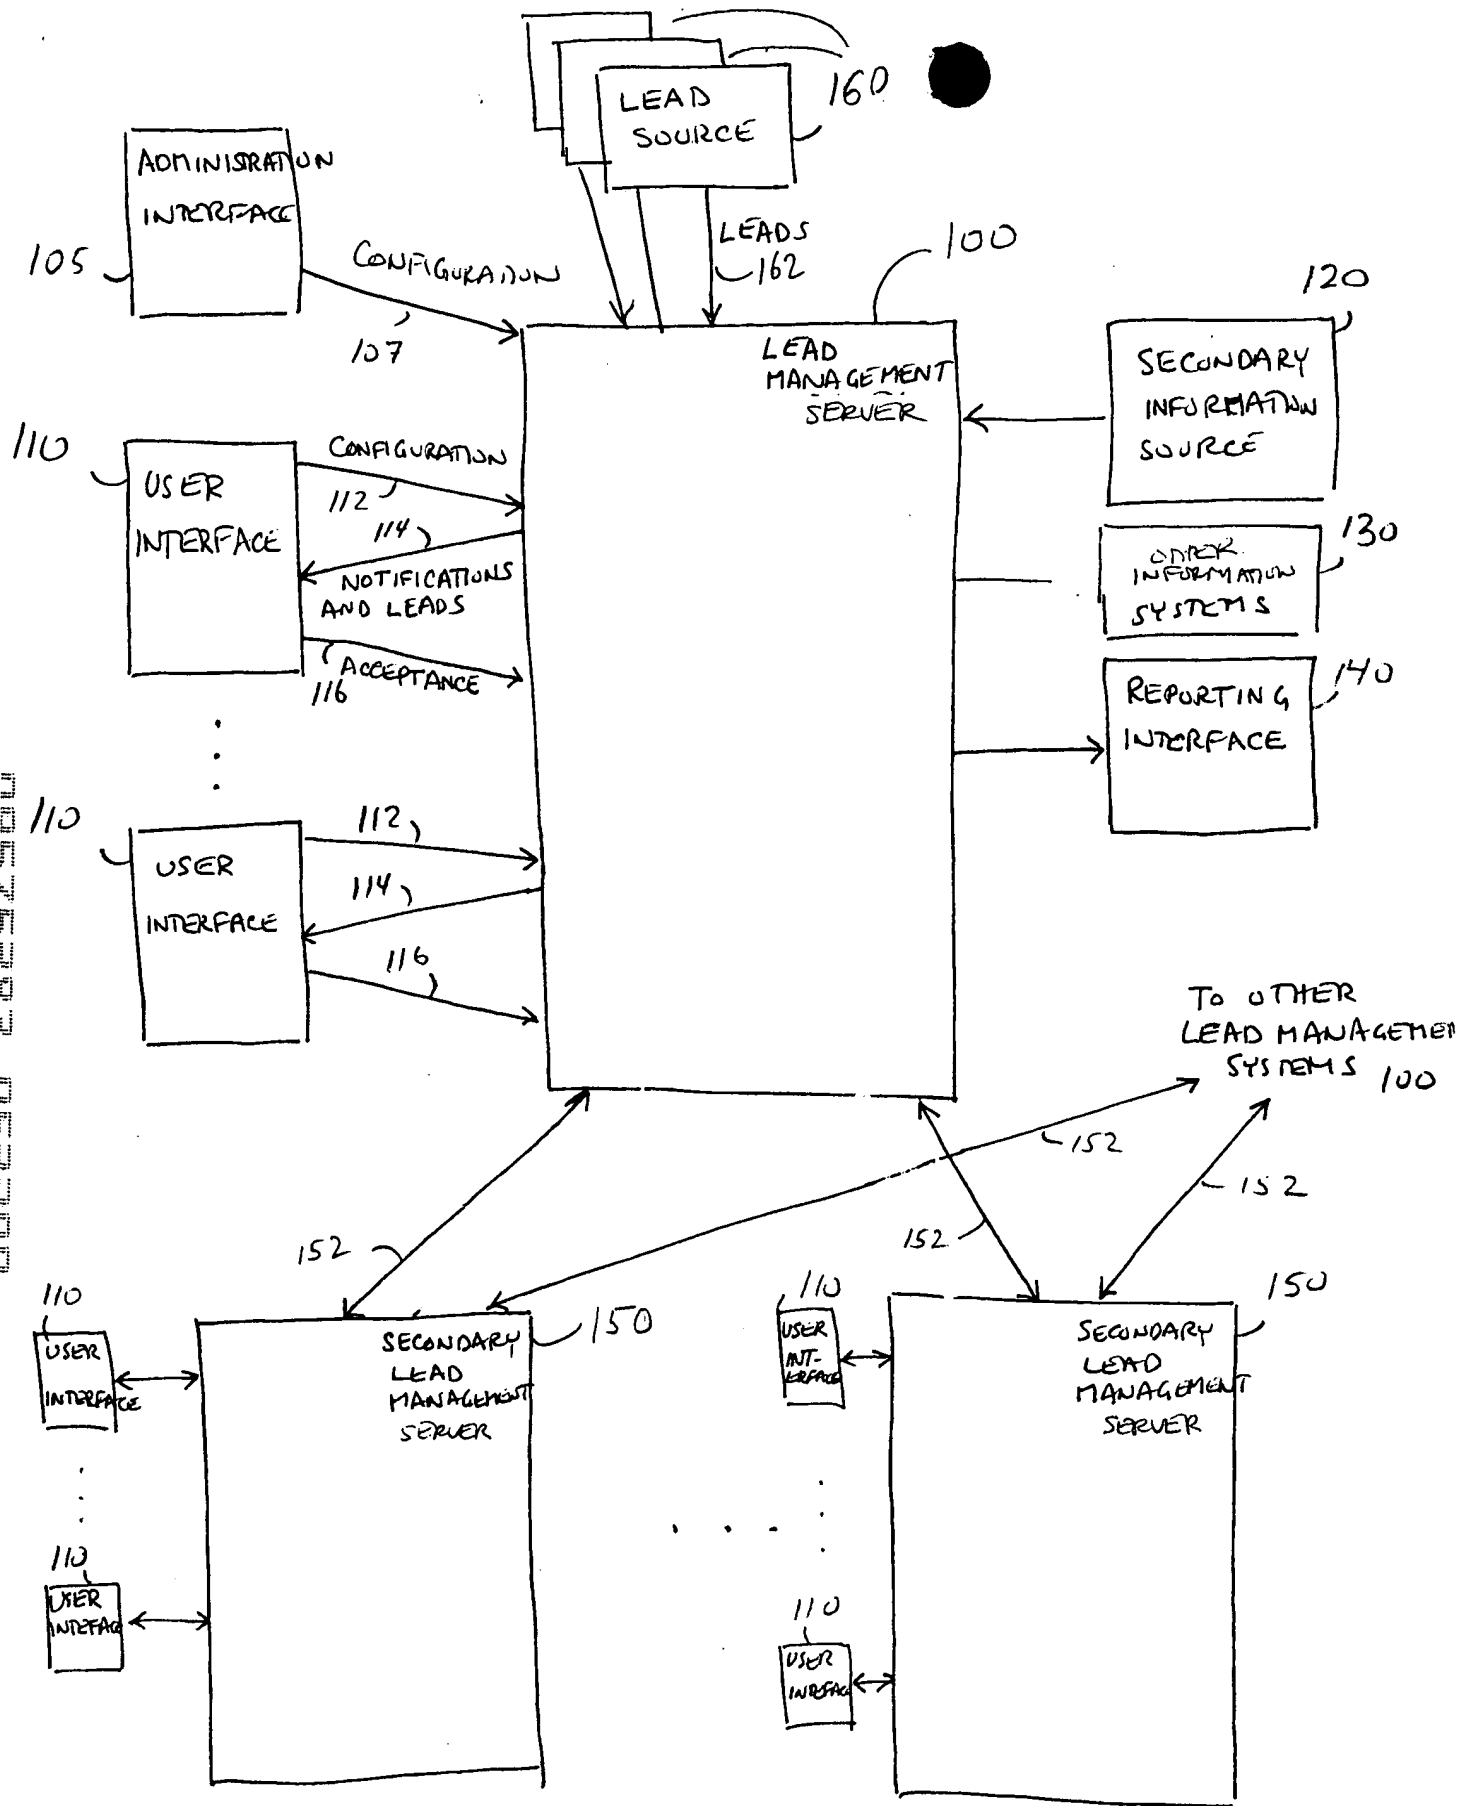 LEAD
SOURCE
160
ADMINISTRATION
INTERFACE
105
CONFIGURATION
107
LEADS
162
100
LEAD
MANAGEMENT
SERVER
120
SECONDARY
INFORMATION
SOURCE
110
USER
INTERFACE
CONFIGURATION
112
114
NOTIFICATIONS
AND LEADS
ACCEPTANCE
116
130
OTHER
INFORMATION
SYSTEMS
140
REPORTING
INTERFACE
110
USER
INTERFACE
112
114
116
TO OTHER
LEAD MANAGEMEN
SYSTEMS 100
152
152
152
152
110
USER
INTERFACE
150
SECONDARY
LEAD
MANAGEMENT
SERVER
110
USER
INTEFAC
110
USER
INT-
ERFACE
150
SECONDARY
LEAD
MANAGEMENT
SERVER
110
USER
INTEFAC